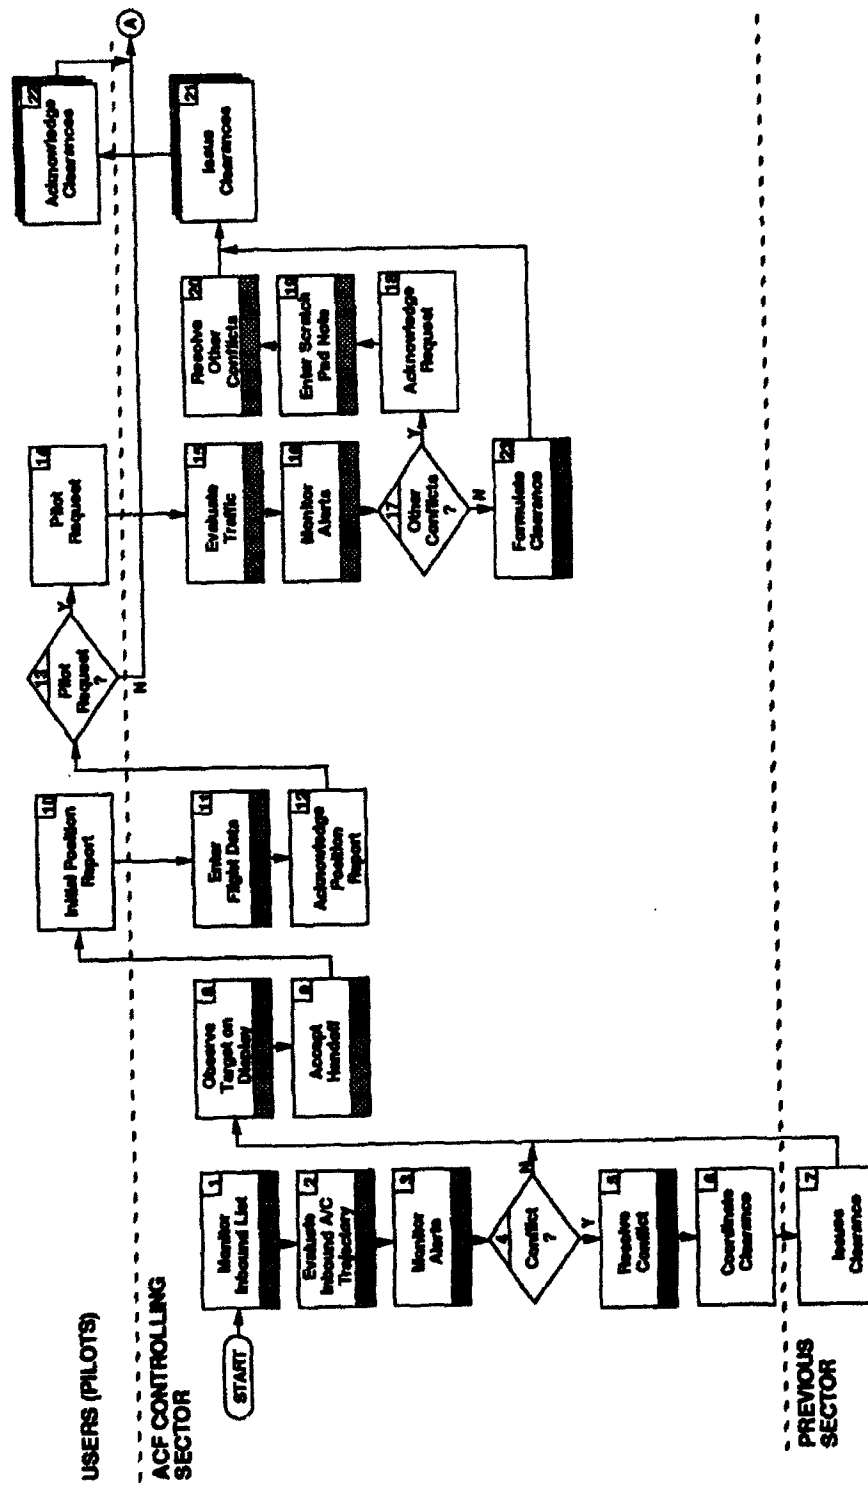 USERS (PILOTS)
10
Initial Position
Report
13
Pilot
Request
?
Y
N
14
Pilot
Request
22
Acknowledge
Clearances
A
ACF CONTROLLING
SECTOR
START
1
Monitor
Inbound List
2
Evaluate
Inbound A/C
Trajectory
3
Monitor
Alerts
4
Conflict
?
N
Y
5
Resolve
Conflict
6
Coordinate
Clearance
8
Observe
Target on
Display
9
Accept
Handoff
11
Enter
Flight Data
12
Acknowledge
Position
Report
15
Evaluate
Traffic
16
Monitor
Alerts
17
Other
Conflicts
?
Y
N
18
Acknowledge
Request
19
Enter Scratch
Pad Note
20
Resolve
Other
Conflicts
21
Issue
Clearances
23
Formulate
Clearance
PREVIOUS
SECTOR
7
Issues
Clearance